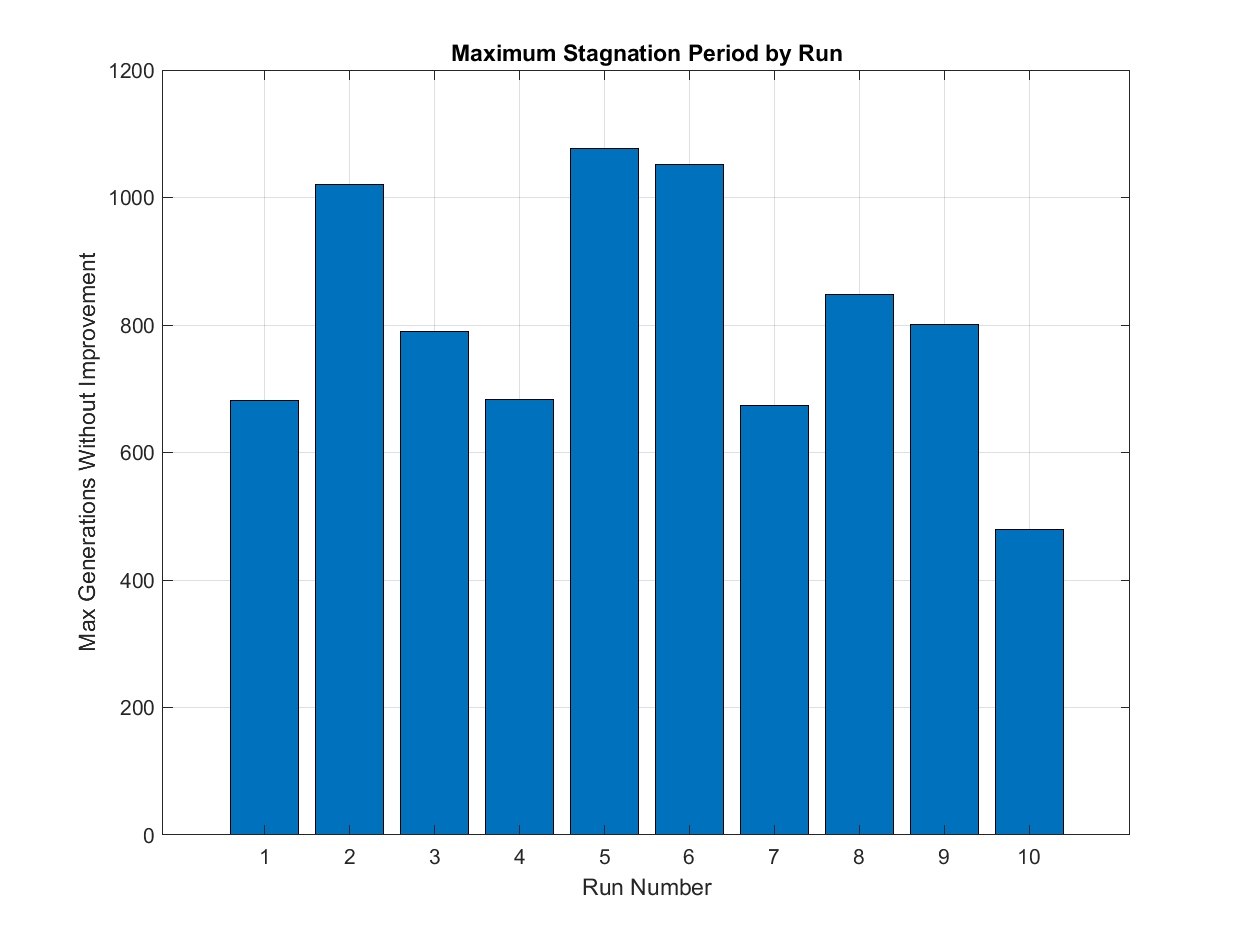 Maximum Stagnation Period by Run
1200
1000
800
600
400
200
0
Max Generations Without Improvement
1 2 3 4 5 6 7 8 9 10
Run Number